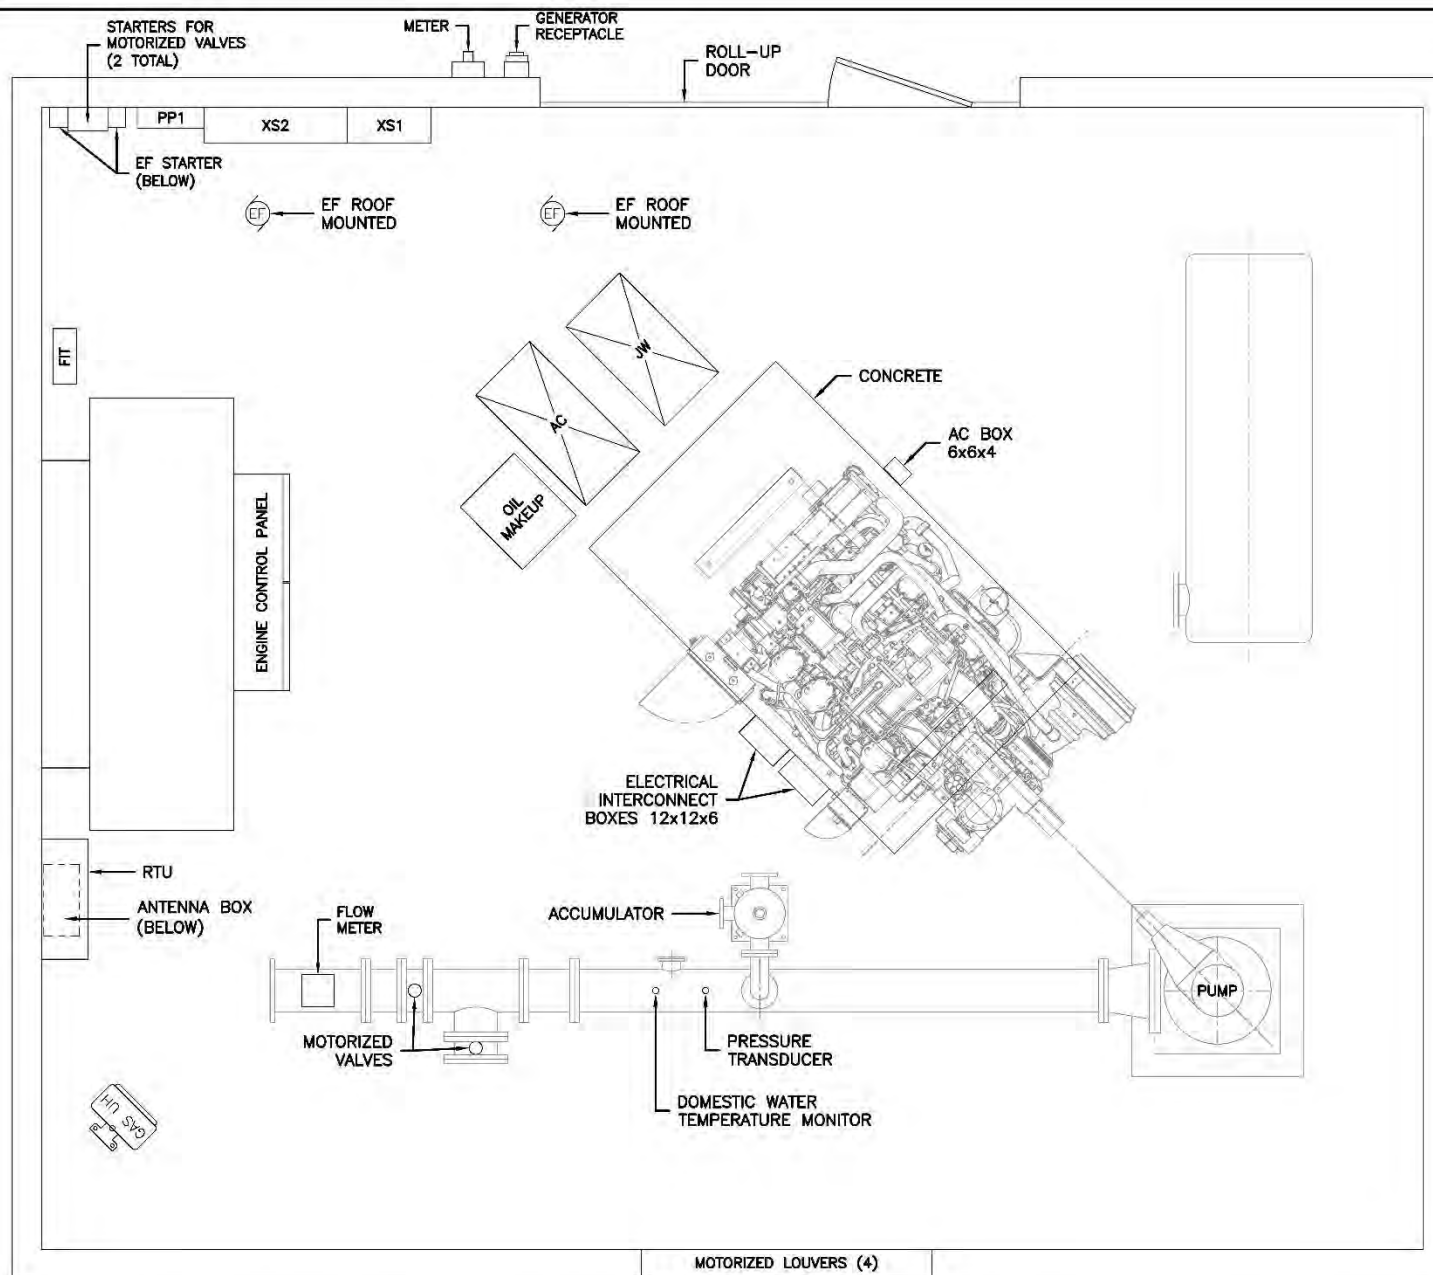 STARTERS FOR
MOTORIZED VALVES
(2 TOTAL)
METER
GENERATOR
RECEPTACLE
ROLL-UP
DOOR
PP1
XS2
XS1
EF STARTER
(BELOW)
EF
EF ROOF
MOUNTED
EF
EF ROOF
MOUNTED
FIT
JW
AC
CONCRETE
AC BOX
6x6x4
OIL
MAKEUP
ENGINE CONTROL PANEL
ELECTRICAL
INTERCONNECT
BOXES 12x12x6
RTU
ANTENNA BOX
(BELOW)
FLOW
METER
ACCUMULATOR
PUMP
MOTORIZED
VALVES
PRESSURE
TRANSDUCER
DOMESTIC WATER
TEMPERATURE MONITOR
GAS UH
MOTORIZED LOUVERS (4)